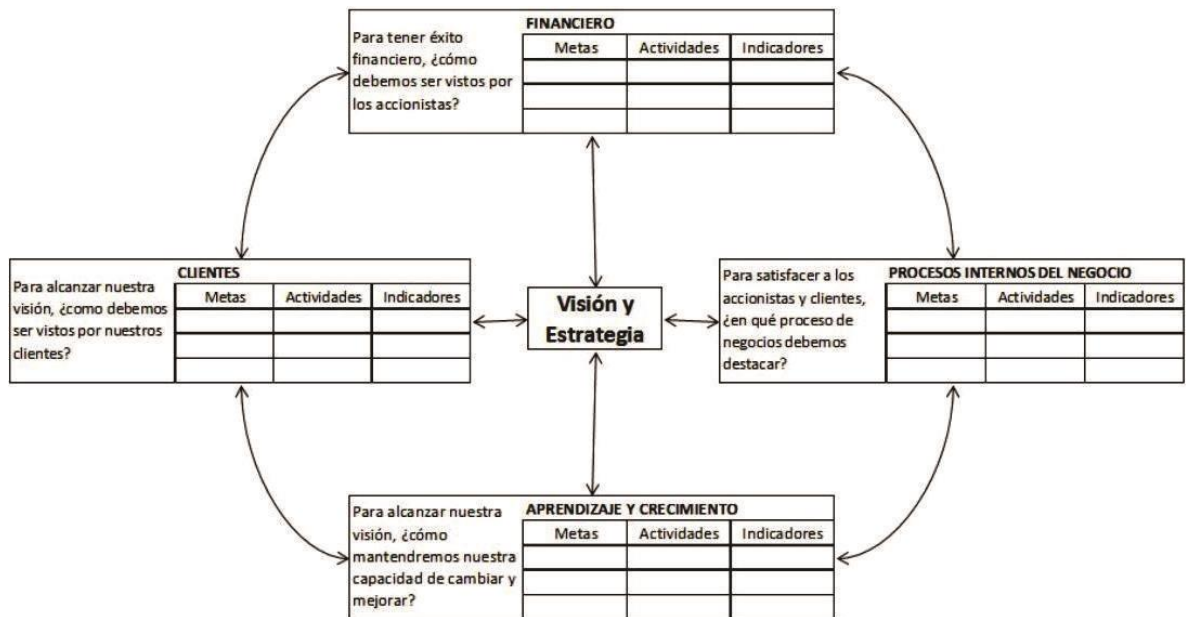 FINANCIERO
Para tener éxito
financiero, ¿cómo
debemos ser vistos por
los accionistas?
Metas Actividades Indicadores
CLIENTES
Para alcanzar nuestra
visión, ¿como debemos
ser vistos por nuestros
clientes?
Metas Actividades Indicadores
Visión y
Estrategia
PROCESOS INTERNOS DEL NEGOCIO
Para satisfacer a los
accionistas y clientes,
¿en qué proceso de
negocios debemos
destacar?
Metas Actividades Indicadores
APRENDIZAJE Y CRECIMIENTO
Para alcanzar nuestra
visión, ¿cómo
mantendremos nuestra
capacidad de cambiar y
mejorar?
Metas Actividades Indicadores